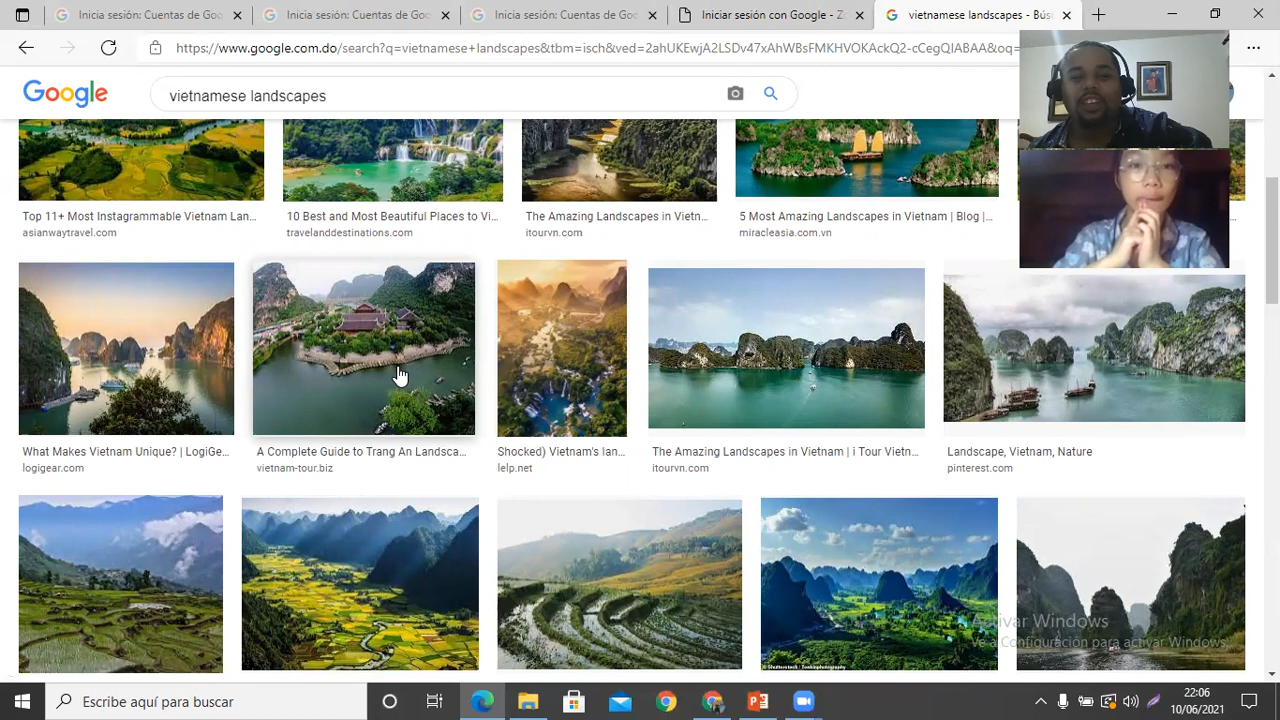 Inicia sesión: Cuentas de Goo
Inicia sesión: Cuentas de Goo
Inicia sesión: Cuentas de Goo
Iniciar sesión con Google - Zo
vietnamese landscapes - Bús
https://www.google.com.do/search?q=vietnamese+landscapes&tbm=isch&ved=2ahUKEwjA2LSDv47xAhWBsFMKHVOKAckQ2-cCegQIABAA&oq=
Google
vietnamese landscapes
Top 11+ Most Instagrammable Vietnam Lan...
asianwaytravel.com
10 Best and Most Beautiful Places to Vi...
travelanddestinations.com
The Amazing Landscapes in Vietn...
itourvn.com
5 Most Amazing Landscapes in Vietnam | Blog |...
miracleasia.com.vn
What Makes Vietnam Unique? | LogiGe...
logigear.com
A Complete Guide to Trang An Landsca...
vietnam-tour.biz
Shocked) Vietnam's lan...
lelp.net
The Amazing Landscapes in Vietnam | i Tour Vietn...
itourvn.com
Landscape, Vietnam, Nature
pinterest.com
Activar Windows
Ve a Configuración para activar Windows.
Escribe aquí para buscar
22:06
10/06/2021